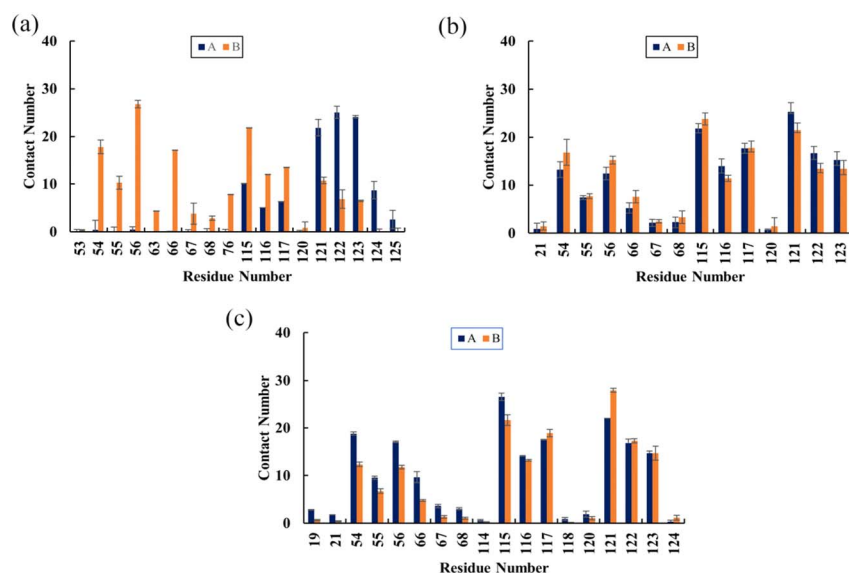 (a)
A B
Contact Number
40
30
20
10
0
53 54 55 56 63 66 67 68 76 115 116 117 120 121 122 123 124 125
Residue Number
(b)
A B
Contact Number
40
30
20
10
0
21 54 55 56 66 67 68 115 116 117 120 121 122 123
Residue Number
(c)
A B
Contact Number
40
30
20
10
0
19 21 54 55 56 66 67 68 114 115 116 117 118 120 121 122 123 124
Residue Number